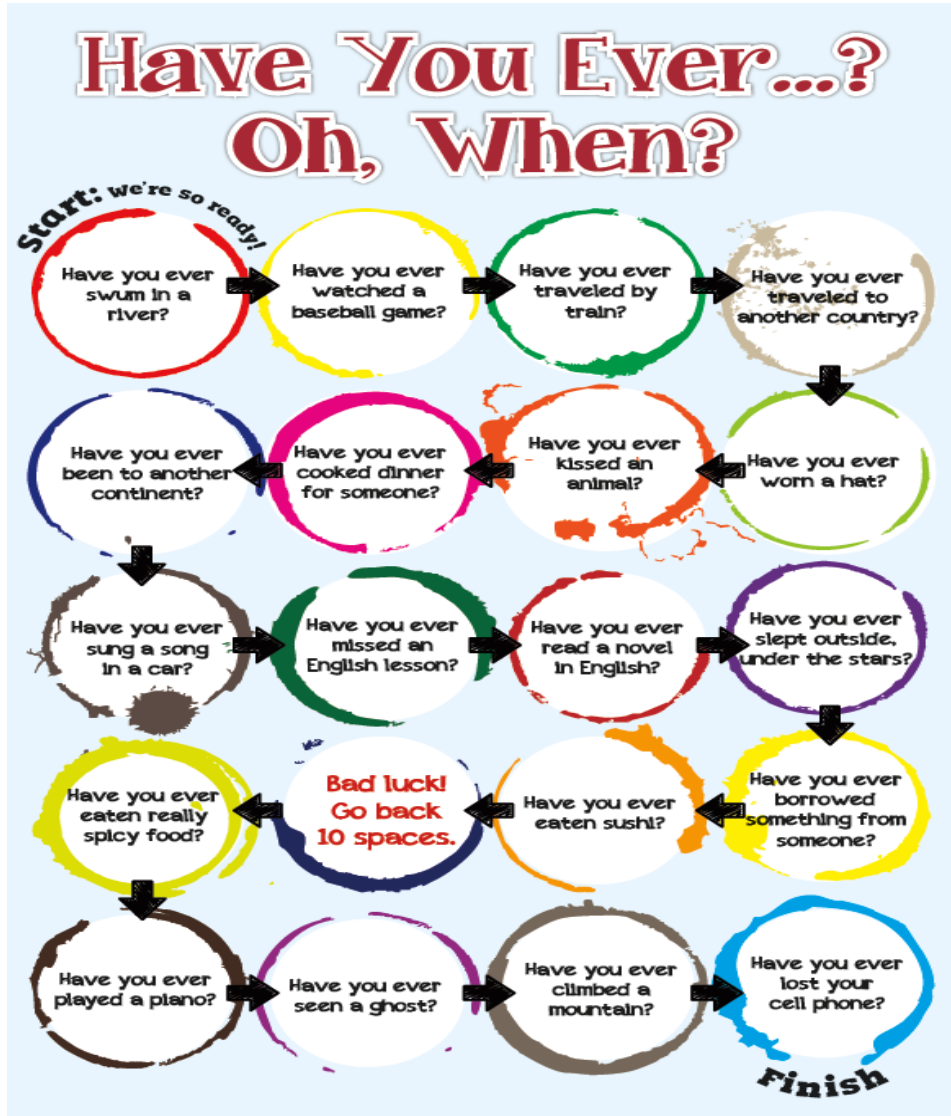 Have You Ever...?
Oh, When?
Start: We're so ready!
Have you ever
swum in a
river?
Have you ever
watched a
baseball game?
Have you ever
traveled by
train?
Have you ever
traveled to
another country?
Have you ever
worn a hat?
Have you ever
kissed an
animal?
Have you ever
cooked dinner
for someone?
Have you ever
been to another
continent?
Have you ever
sung a song
in a car?
Have you ever
missed an
English lesson?
Have you ever
read a novel
in English?
Have you ever
slept outside,
under the stars?
Have you ever
borrowed
something from
someone?
Have you ever
eaten sushi?
Bad luck!
Go back
10 spaces.
Have you ever
eaten really
spicy food?
Have you ever
played a piano?
Have you ever
seen a ghost?
Have you ever
climbed a
mountain?
Have you ever
lost your
cell phone?
Finish